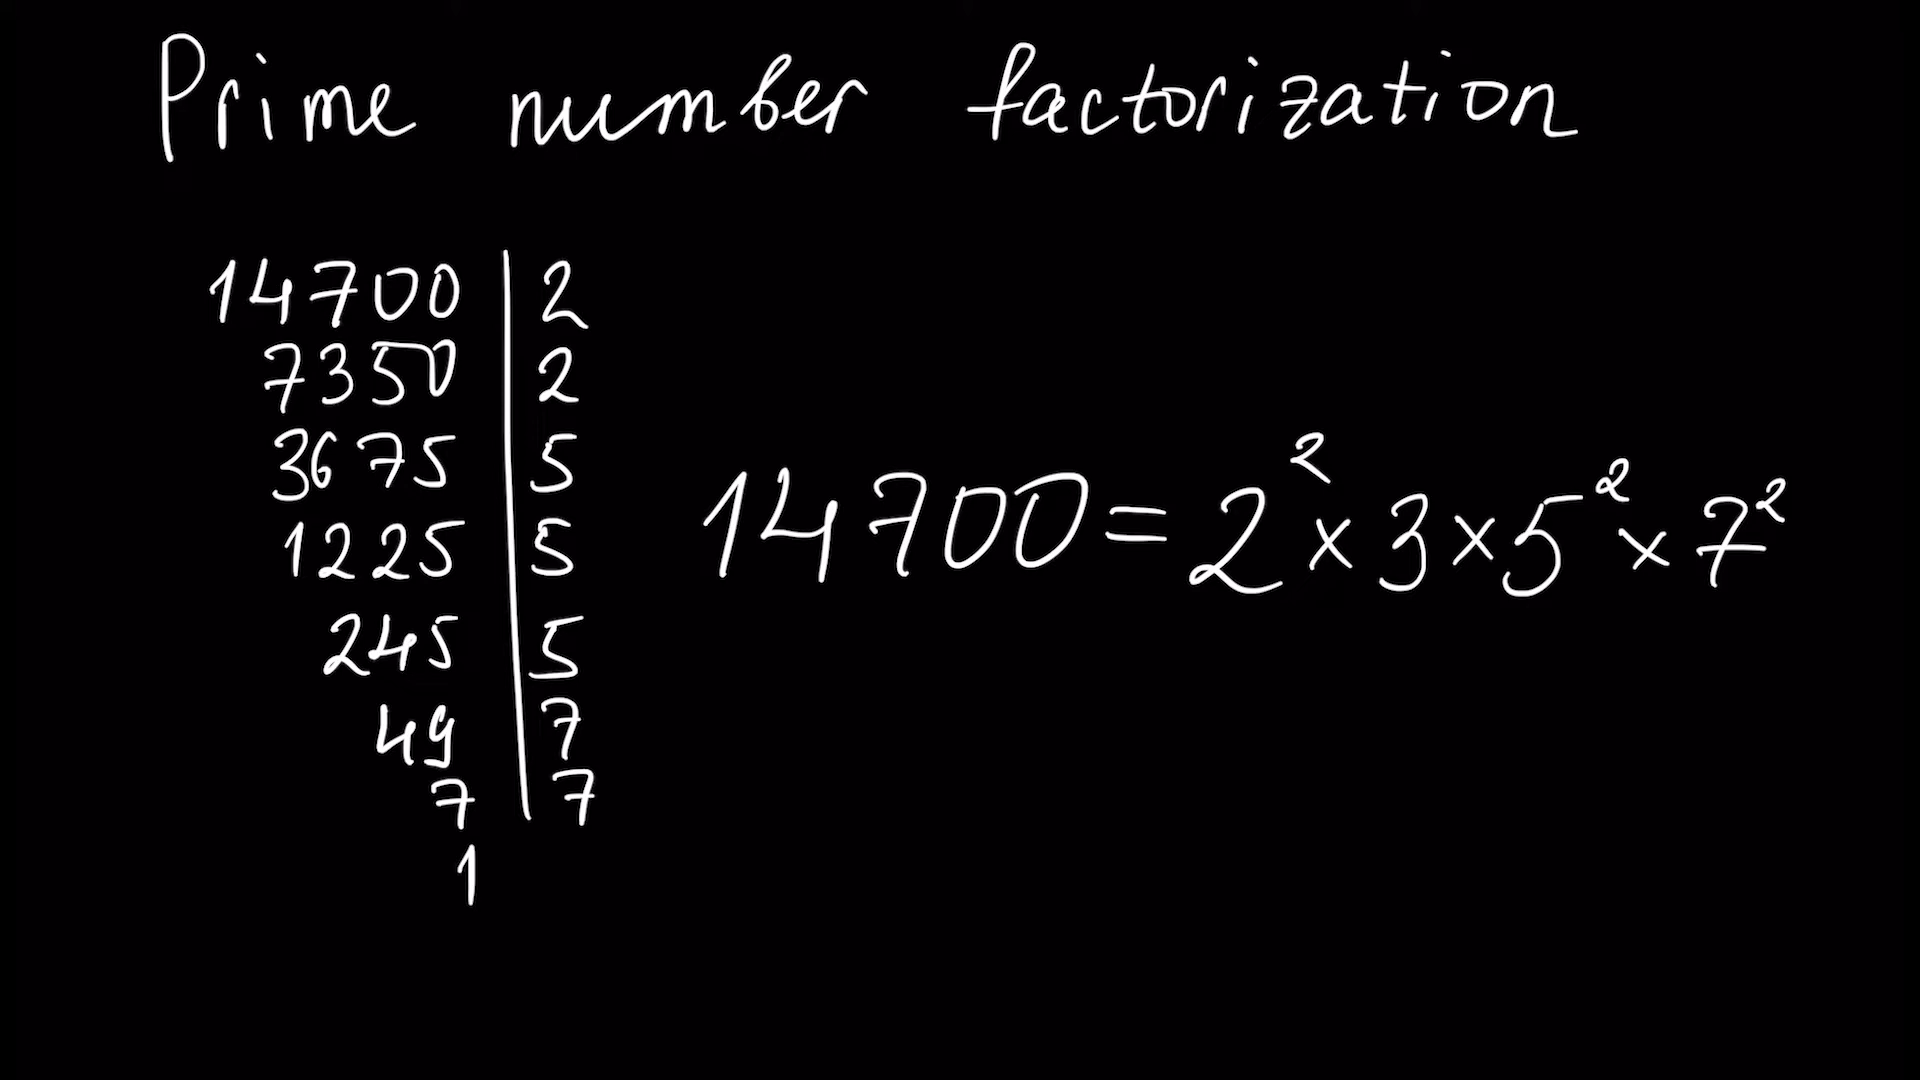 Prime number factorization
14700 | 2
7350 | 2
3675 | 5
1225 | 5
245 | 5
49 | 7
7 | 7
1
14700 = 2² × 3 × 5² × 7²